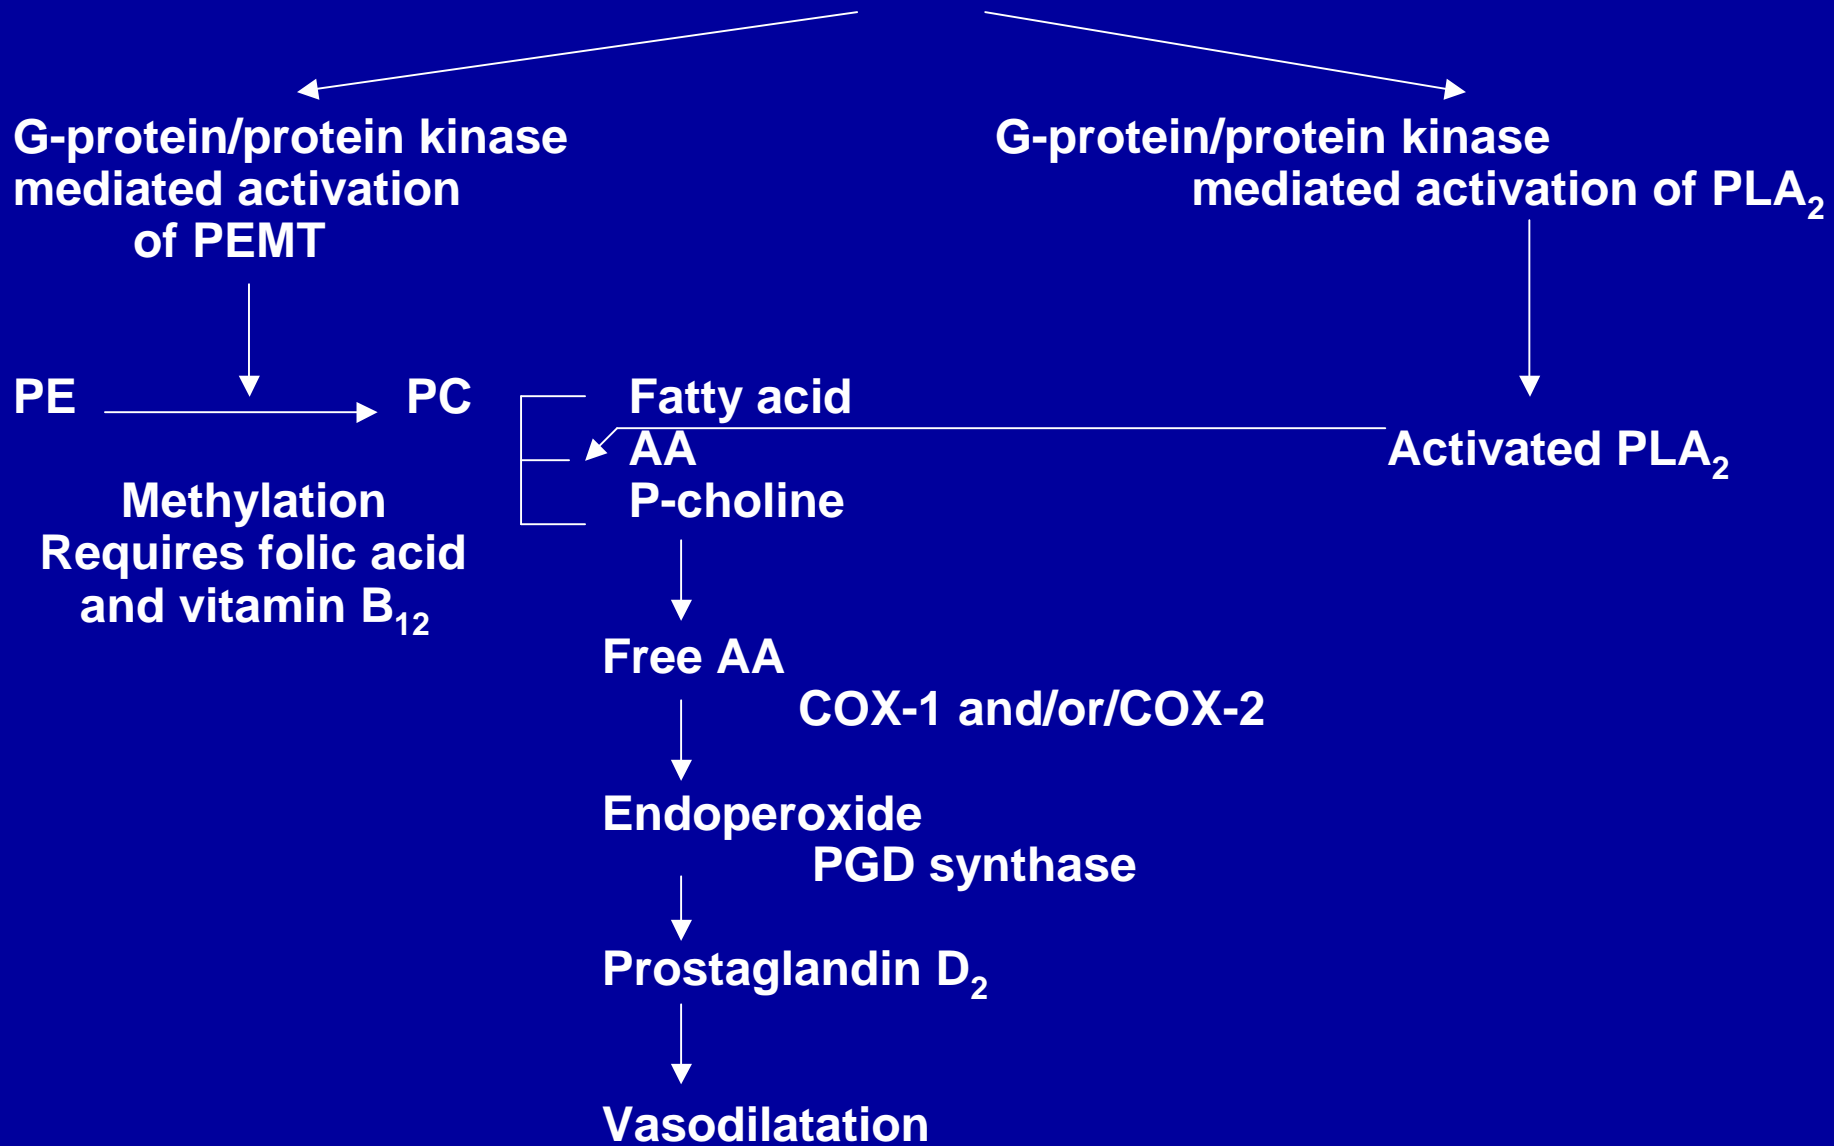 G-protein/protein kinase
mediated activation
of PEMT
G-protein/protein kinase
mediated activation of PLA₂
PE
PC
Fatty acid
AA
P-choline
Activated PLA₂
Methylation
Requires folic acid
and vitamin B₁₂
Free AA
COX-1 and/or/COX-2
Endoperoxide
PGD synthase
Prostaglandin D₂
Vasodilatation